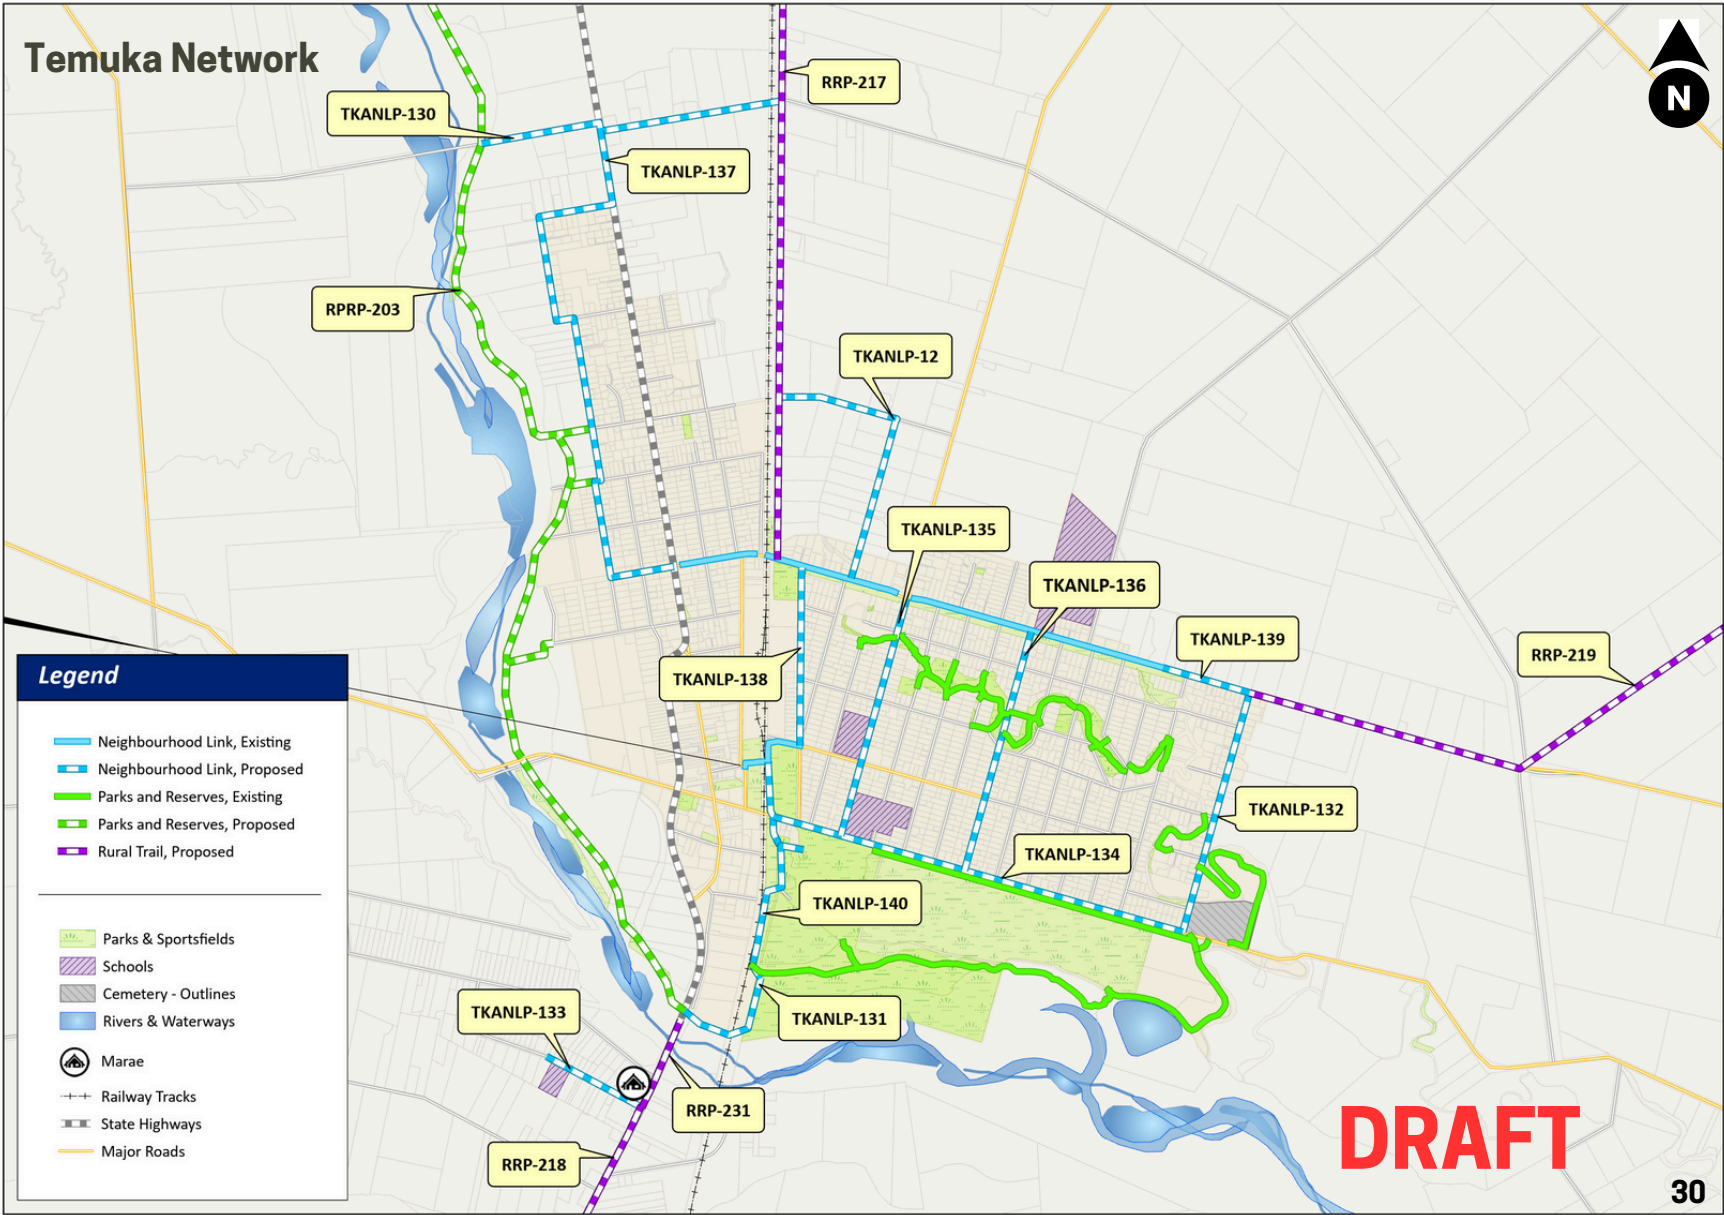 Temuka Network
N
RRP-217
TKANLP-130
TKANLP-137
RPRP-203
TKANLP-12
TKANLP-135
TKANLP-136
TKANLP-139
RRP-219
TKANLP-138
TKANLP-132
TKANLP-134
TKANLP-140
TKANLP-133
TKANLP-131
RRP-231
RRP-218
Legend
Neighbourhood Link, Existing
Neighbourhood Link, Proposed
Parks and Reserves, Existing
Parks and Reserves, Proposed
Rural Trail, Proposed
Parks & Sportsfields
Schools
Cemetery - Outlines
Rivers & Waterways
Marae
Railway Tracks
State Highways
Major Roads
DRAFT
30